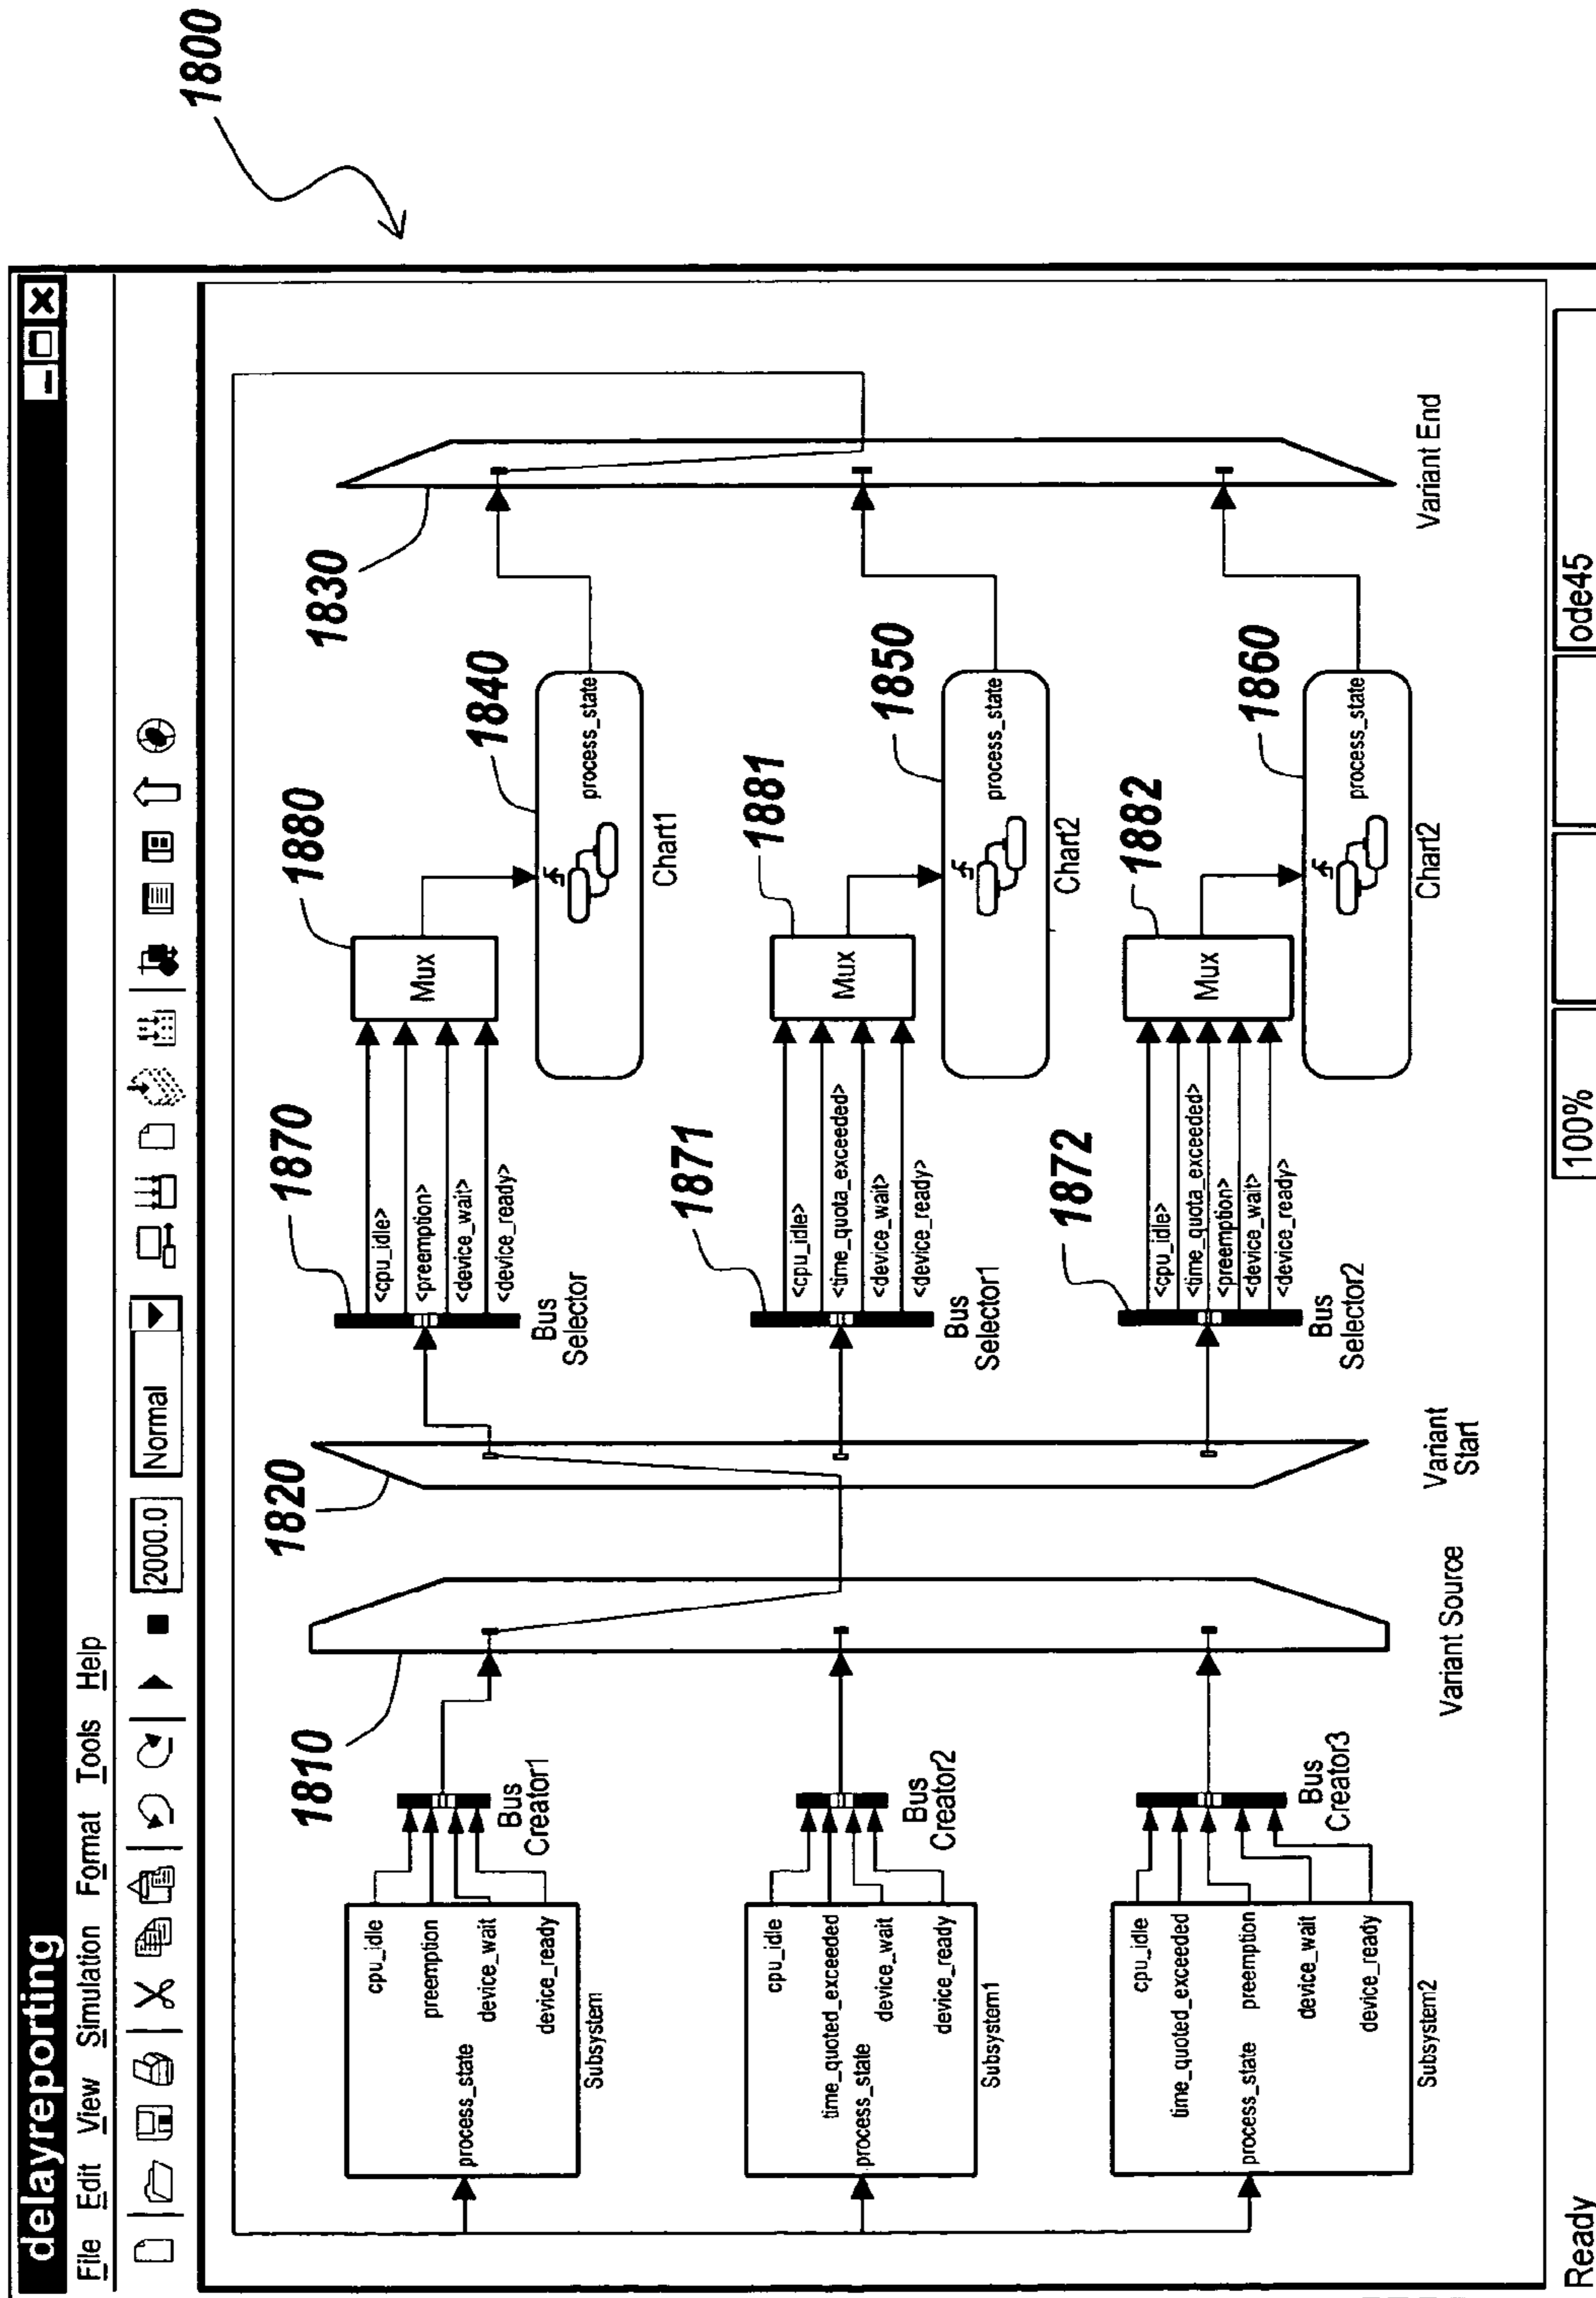 1800
delayreporting
File Edit View Simulation Format Tools Help
2000.0 Normal
1810
1820
1870
1880
1840
1830
process_state
cpu_idle
preemption
device_wait
device_ready
Subsystem
Bus
Creator1
Bus
Selector
<cpu_idle>
<preemption>
<device_wait>
<device_ready>
Mux
process_state
Chart1
process_state
cpu_idle
time_quoted_exceeded
device_wait
device_ready
Subsystem1
Bus
Creator2
1871
Bus
Selector1
<cpu_idle>
<time_quota_exceeded>
<device_wait>
<device_ready>
1881
Mux
1850
process_state
Chart2
process_state
cpu_idle
time_quoted_exceeded
preemption
device_wait
device_ready
Subsystem2
Bus
Creator3
1872
Bus
Selector2
<cpu_idle>
<time_quota_exceeded>
<preemption>
<device_wait>
<device_ready>
1882
Mux
1860
process_state
Chart2
Variant Source
Variant
Start
Variant End
Ready 100% ode45